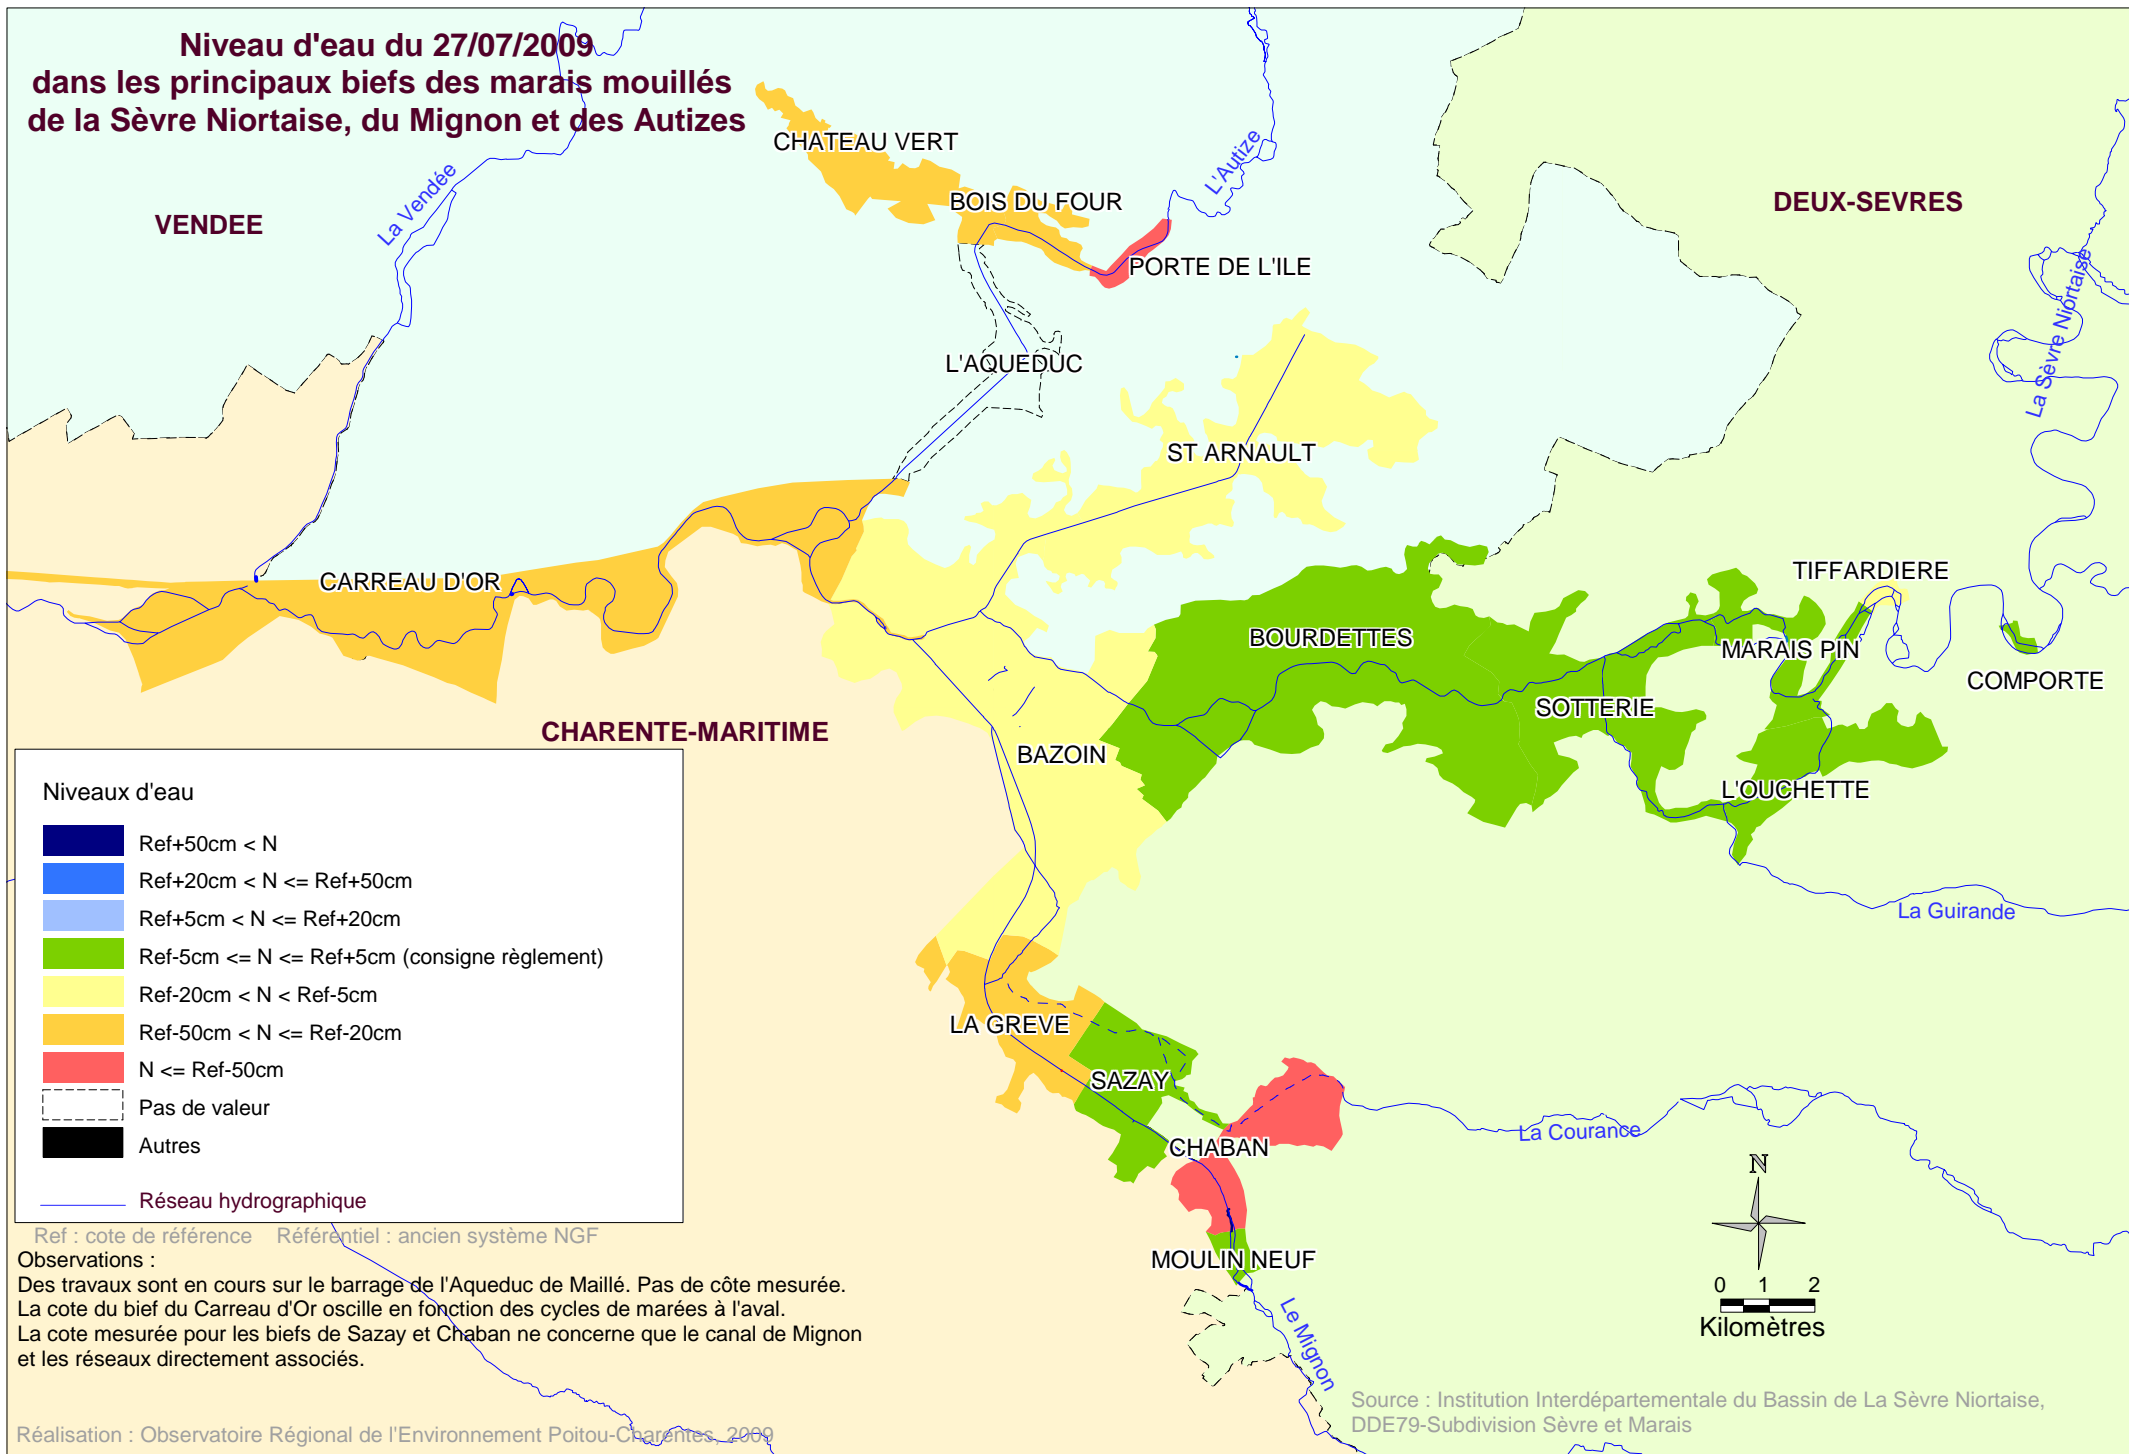 Niveau d'eau du 27/07/2009
dans les principaux biefs des marais mouillés
de la Sèvre Niortaise, du Mignon et des Autizes
CHATEAU VERT
L'Autize
La Vendée
BOIS DU FOUR
DEUX-SEVRES
VENDEE
PORTE DE L'ILE
La Sèvre Niortaise
L'AQUEDUC
ST ARNAULT
CARREAU D'OR
TIFFARDIERE
BOURDETTES
MARAIS PIN
COMPORTE
SOTTERIE
CHARENTE-MARITIME
BAZOIN
L'OUCHETTE
La Guirande
LA GREVE
SAZAY
CHABAN
La Courance
MOULIN NEUF
Le Mignon
Niveaux d'eau
Ref+50cm < N
Ref+20cm < N <= Ref+50cm
Ref+5cm < N <= Ref+20cm
Ref-5cm <= N <= Ref+5cm (consigne règlement)
Ref-20cm < N < Ref-5cm
Ref-50cm < N <= Ref-20cm
N <= Ref-50cm
Pas de valeur
Autres
Réseau hydrographique
Ref : cote de référence Référentiel : ancien système NGF
Observations :
Des travaux sont en cours sur le barrage de l'Aqueduc de Maillé. Pas de côte mesurée.
La cote du bief du Carreau d'Or oscille en fonction des cycles de marées à l'aval.
La cote mesurée pour les biefs de Sazay et Chaban ne concerne que le canal de Mignon
et les réseaux directement associés.
N
0 1 2
Kilomètres
Source : Institution Interdépartementale du Bassin de La Sèvre Niortaise,
DDE79-Subdivision Sèvre et Marais
Réalisation : Observatoire Régional de l'Environnement Poitou-Charentes, 2009